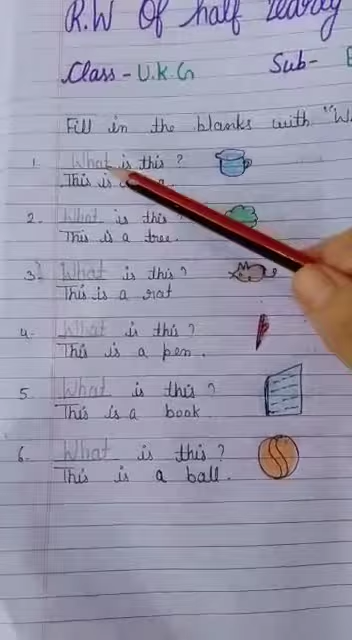 R.W Of half yearly
Class - U.K.G Sub-
Fill in the blanks with
1. What is this ?
This is a
2. What is this
This is a tree.
3. What is this?
This is a rat
4. What is this ?
This is a pen.
5. What is this ?
This is a book.
6. What is this ?
This is a ball.